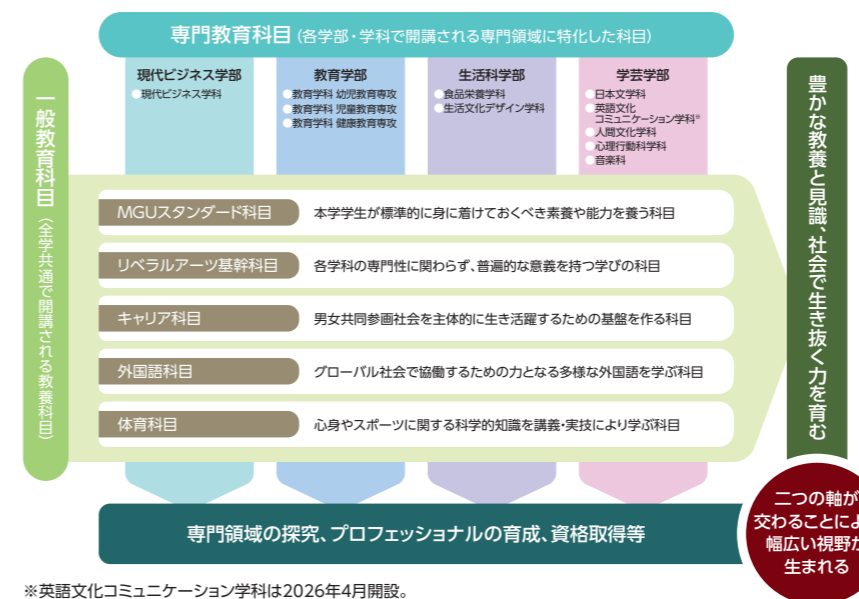 専門教育科目(各学部・学科で開講される専門領域に特化した科目)
一般教育科目(全学共通で開講される教養科目)
現代ビジネス学部
現代ビジネス学科
教育学部
教育学科 幼児教育専攻
教育学科 児童教育専攻
教育学科 健康教育専攻
生活科学部
食品栄養学科
生活文化デザイン学科
学芸学部
日本文学科
英語文化
コミュニケーション学科※
人間文化学科
心理行動科学科
音楽科
MGUスタンダード科目 本学学生が標準的に身に着けておくべき素養や能力を養う科目
リベラルアーツ基幹科目 各学科の専門性に関わらず、普遍的な意義を持つ学びの科目
キャリア科目 男女共同参画社会を主体的に生き活躍するための基盤を作る科目
外国語科目 グローバル社会で協働するための力となる多様な外国語を学ぶ科目
体育科目 心身やスポーツに関する科学的知識を講義・実技により学ぶ科目
豊かな教養と見識、社会で生き抜く力を育む
専門領域の探究、プロフェッショナルの育成、資格取得等
二つの軸が
交わることによ
幅広い視野が
生まれる
※英語文化コミュニケーション学科は2026年4月開設。